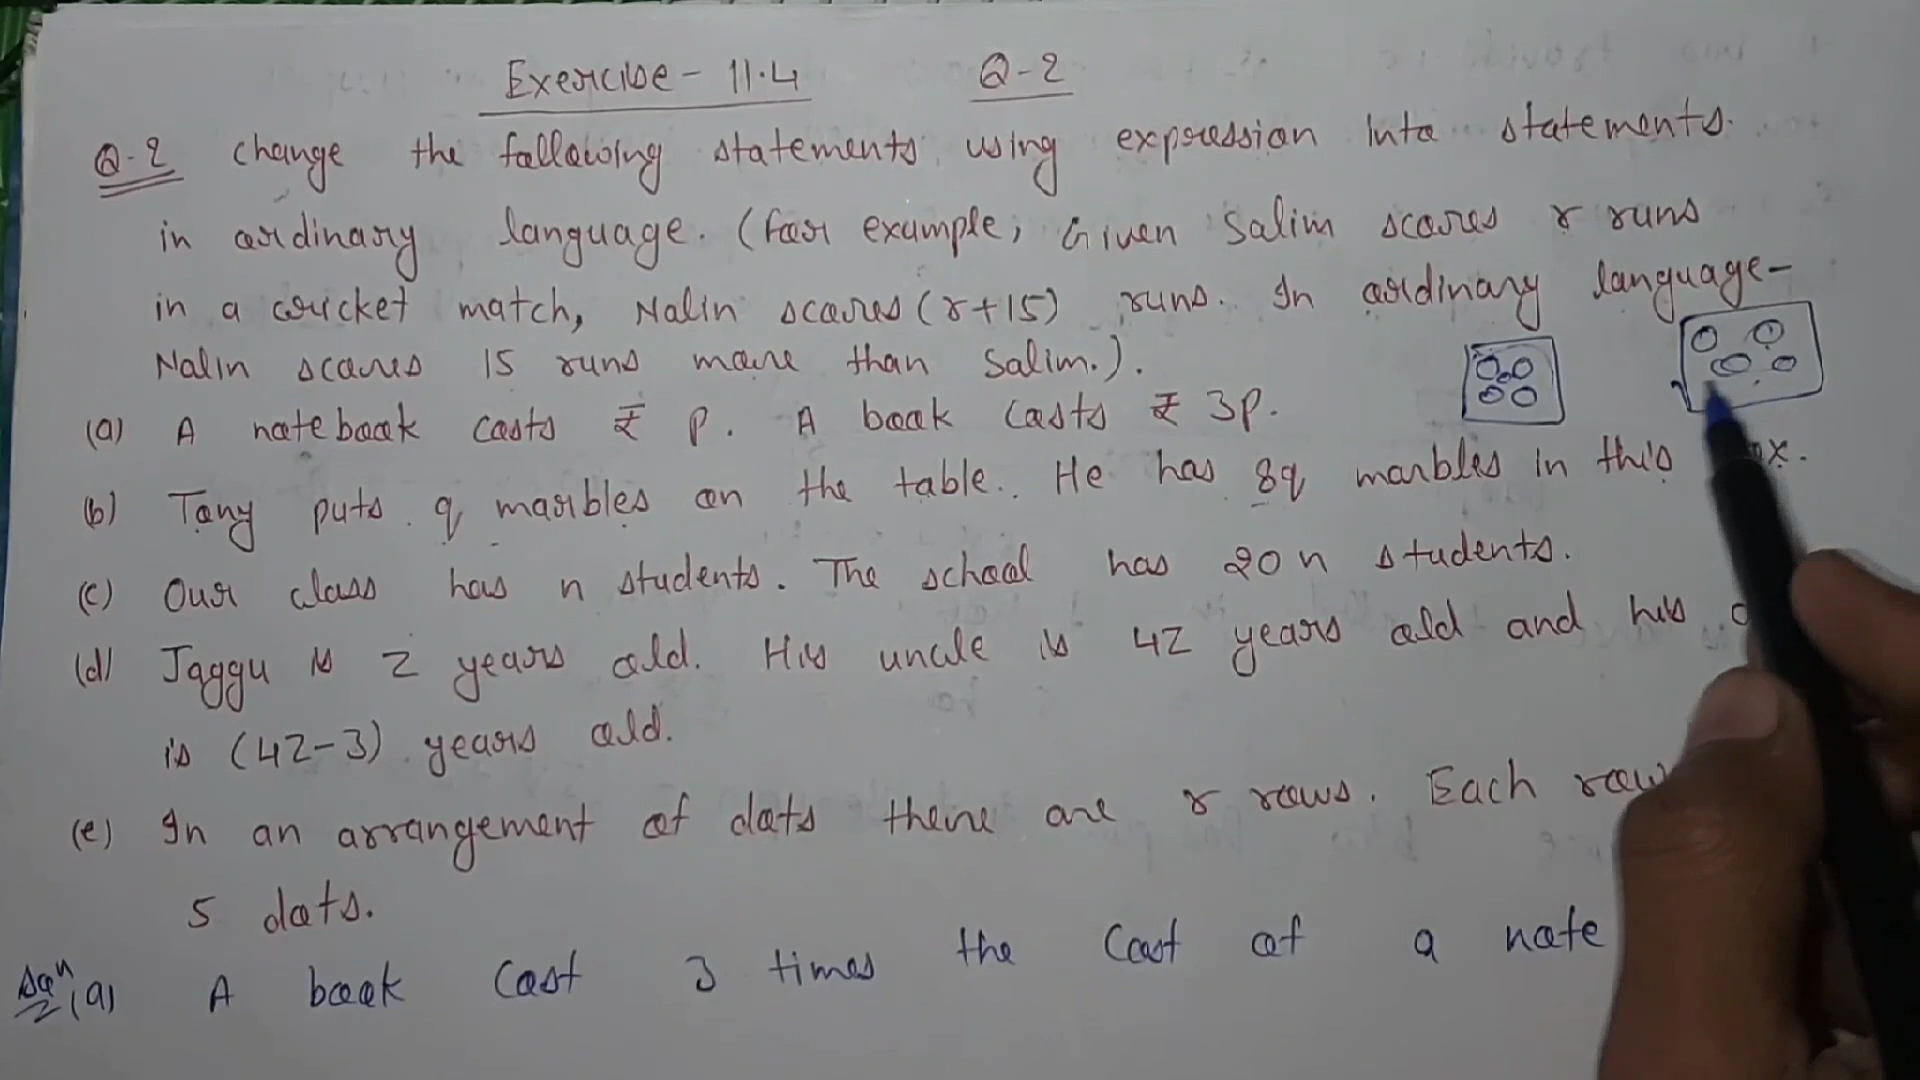 Exercise - 11.4 Q-2
Q-2 Change the following statements using expression into statements.
in ordinary language. (for example, Given Salim scores r runs
in a cricket match, Nalin scores (r+15) runs. In ordinary language-
Nalin scores 15 runs more than Salim.).
(a) A notebook costs ₹ p. A book costs ₹ 3p.
(b) Tony puts q marbles on the table. He has 8q marbles in this
(c) Our class has n students. The school has 20n students.
(d) Jaggu is z years old. His uncle is 4z years old and his
is (4z-3) years old.
(e) In an arrangement of dots there are r rows. Each row
5 dots.
Solⁿ (a) A book cost 3 times the cost of a note